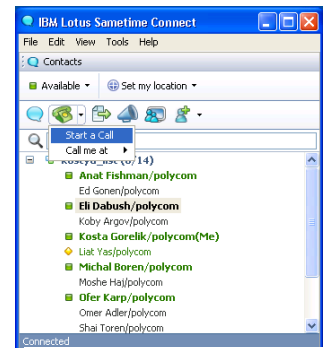 IBM Lotus Sametime Connect
File Edit View Tools Help
Contacts
Available Set my location
Start a Call
Call me at
/14)
Anat Fishman/polycom
Ed Gonen/polycom
Eli Dabush/polycom
Koby Argov/polycom
Kosta Gorelik/polycom(Me)
Liat Yas/polycom
Michal Boren/polycom
Moshe Haj/polycom
Ofer Karp/polycom
Omer Adler/polycom
Shai Toren/polycom
Connected